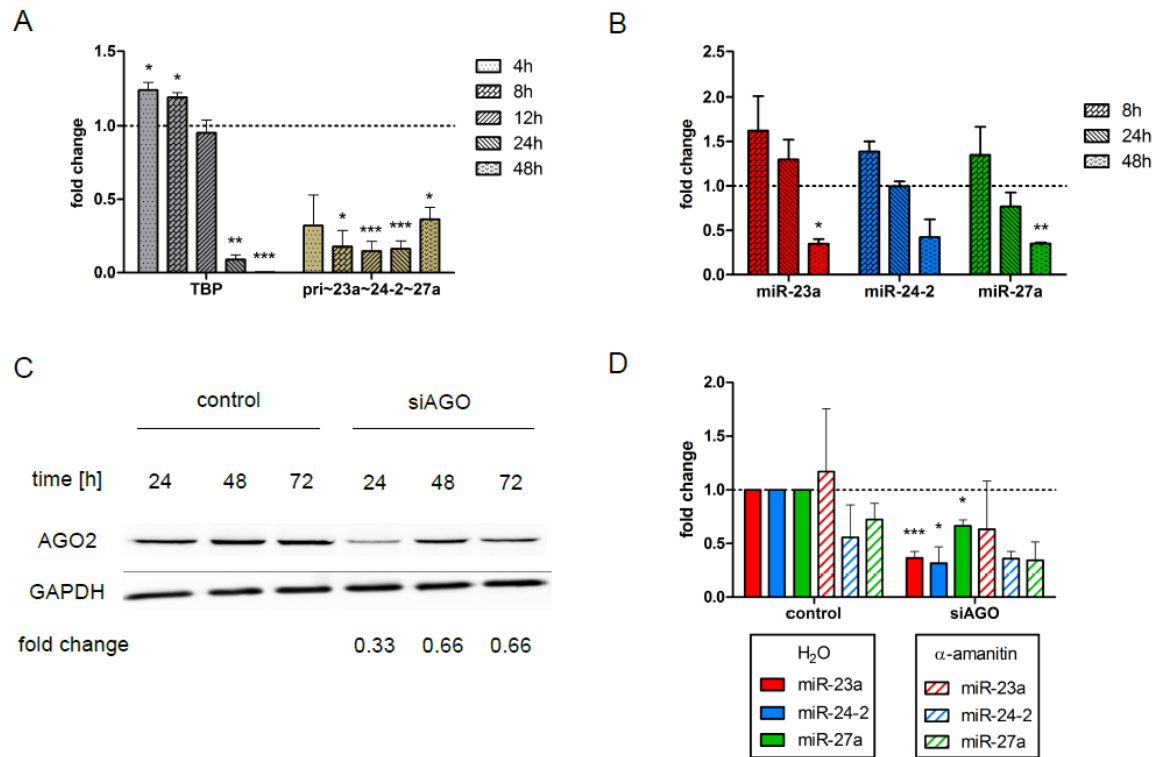 A
fold change
1.5
1.0
0.5
0.0
*
*
**
***
*
***
***
*
TBP
pri~23a~24-2~27a
4h
8h
12h
24h
48h
B
fold change
2.5
2.0
1.5
1.0
0.5
0.0
*
**
miR-23a
miR-24-2
miR-27a
8h
24h
48h
C
control
siAGO
time [h]
24
48
72
24
48
72
AGO2
GAPDH
fold change
0.33
0.66
0.66
D
fold change
2.0
1.5
1.0
0.5
0.0
***
*
*
control
siAGO
H₂O
miR-23a
miR-24-2
miR-27a
α-amanitin
miR-23a
miR-24-2
miR-27a